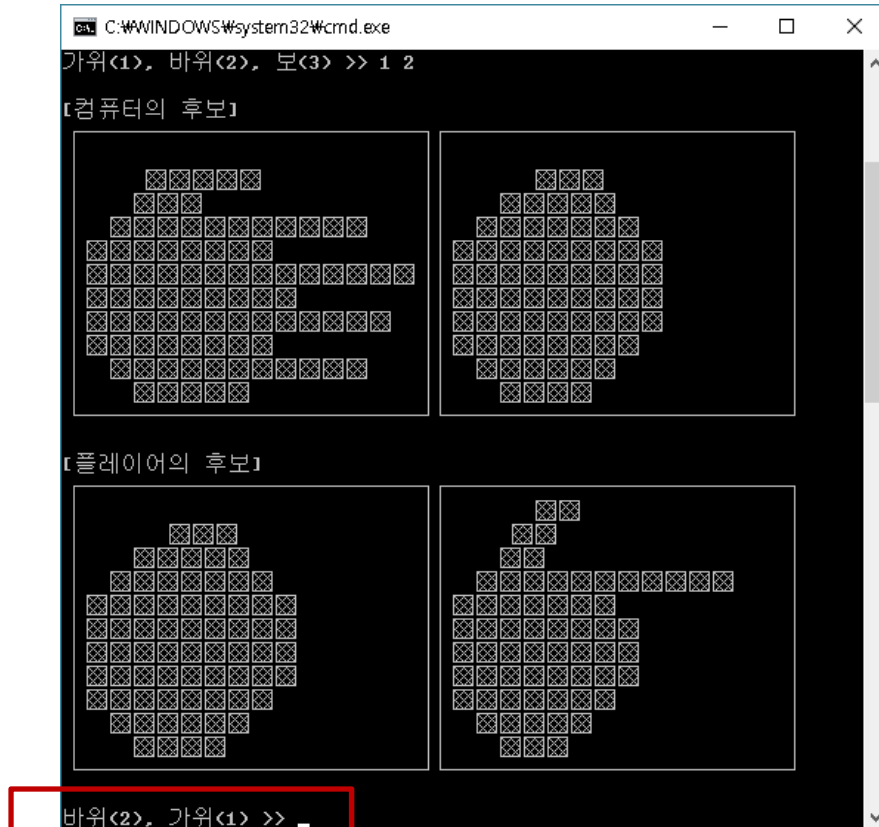 C:₩WINDOWS₩system32₩cmd.exe
가위(1), 바위(2), 보(3) >> 1 2
[컴퓨터의 후보]
[플레이어의 후보]
바위(2), 가위(1) >> _